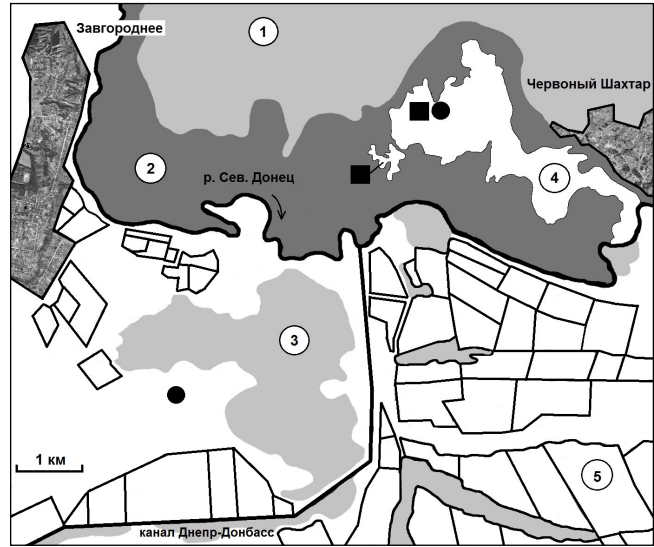 Завгороднее
1
Червоный Шахтар
2
р. Сев. Донец
4
3
1 км
5
канал Днепр-Донбасс